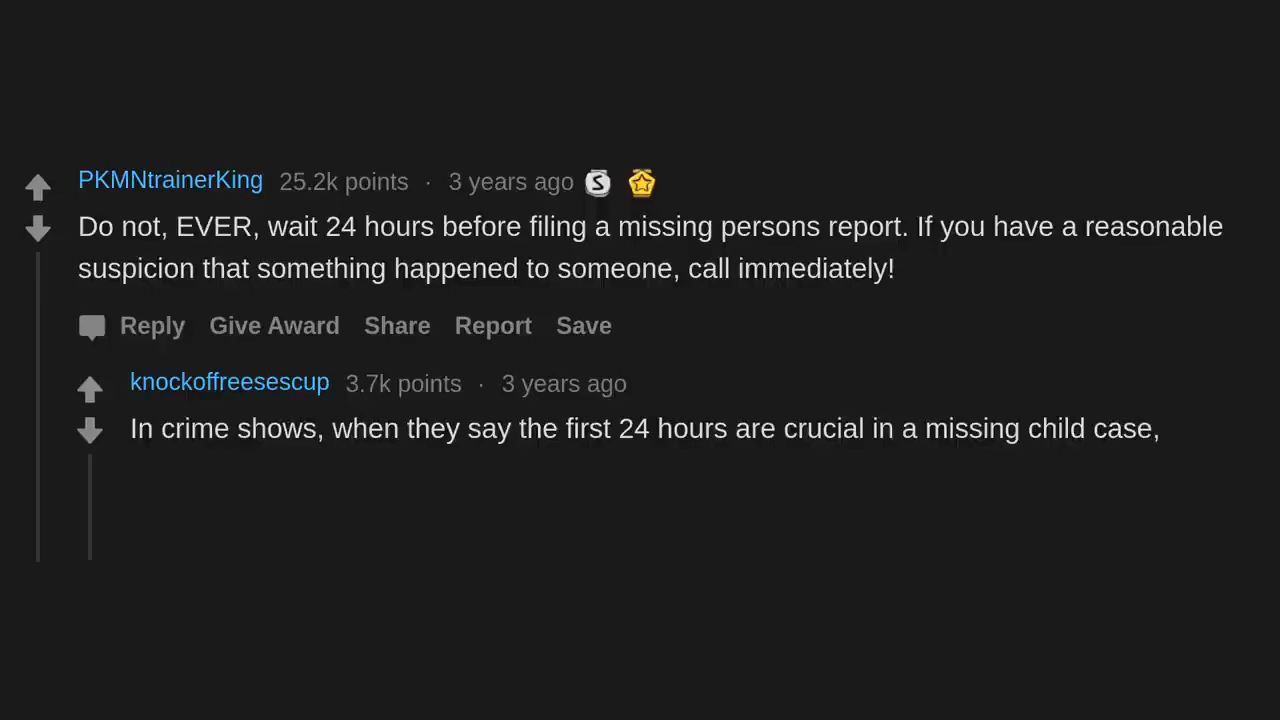 PKMNtrainerKing 25.2k points · 3 years ago
Do not, EVER, wait 24 hours before filing a missing persons report. If you have a reasonable
suspicion that something happened to someone, call immediately!
Reply Give Award Share Report Save
knockoffreesescup 3.7k points · 3 years ago
In crime shows, when they say the first 24 hours are crucial in a missing child case,